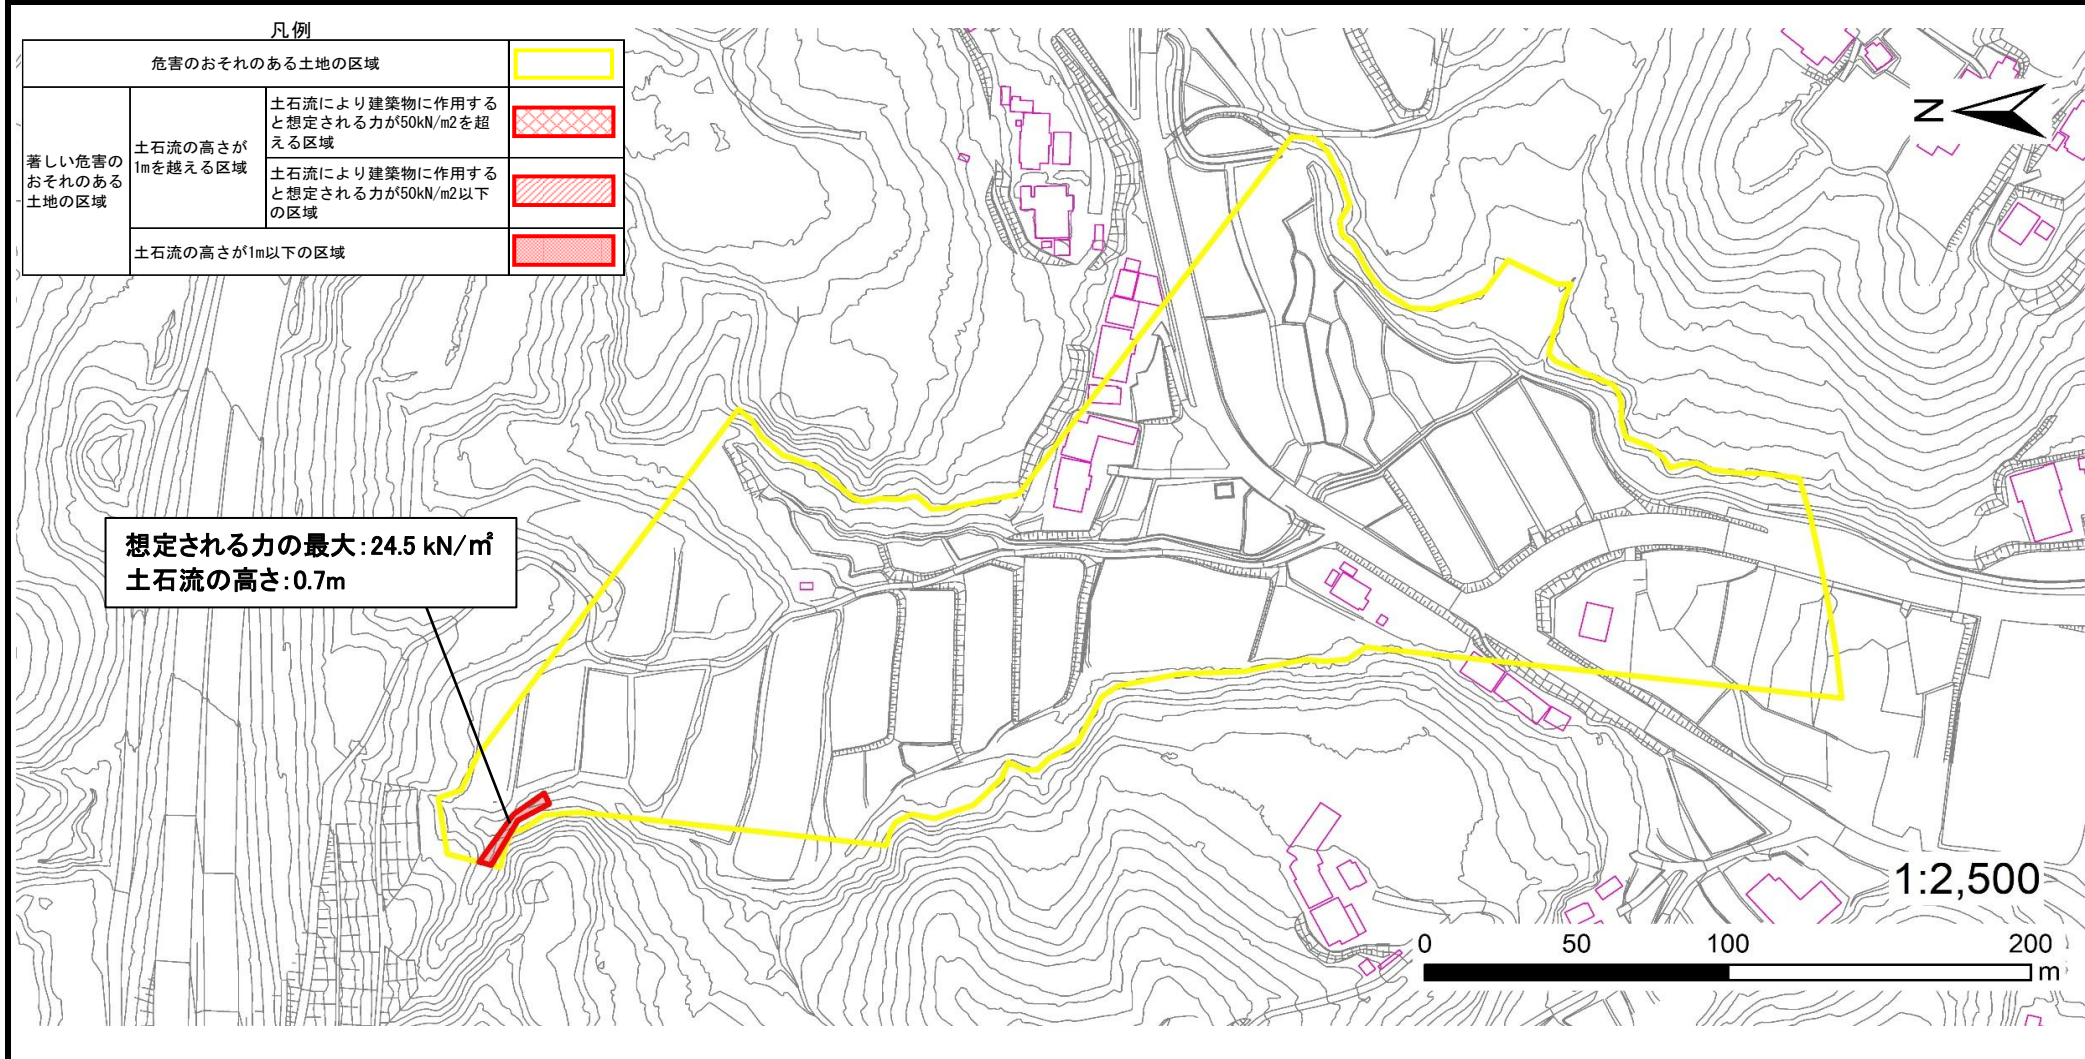 凡例
危害のおそれのある土地の区域
著しい危害の
おそれのある
土地の区域
土石流の高さが
1mを越える区域
土石流により建築物に作用する
と想定される力が50kN/m2を超
える区域
土石流により建築物に作用する
と想定される力が50kN/m2以下
の区域
土石流の高さが1m以下の区域
N
想定される力の最大:24.5 kN/㎡
土石流の高さ:0.7m
1:2,500
0 50 100 200
m